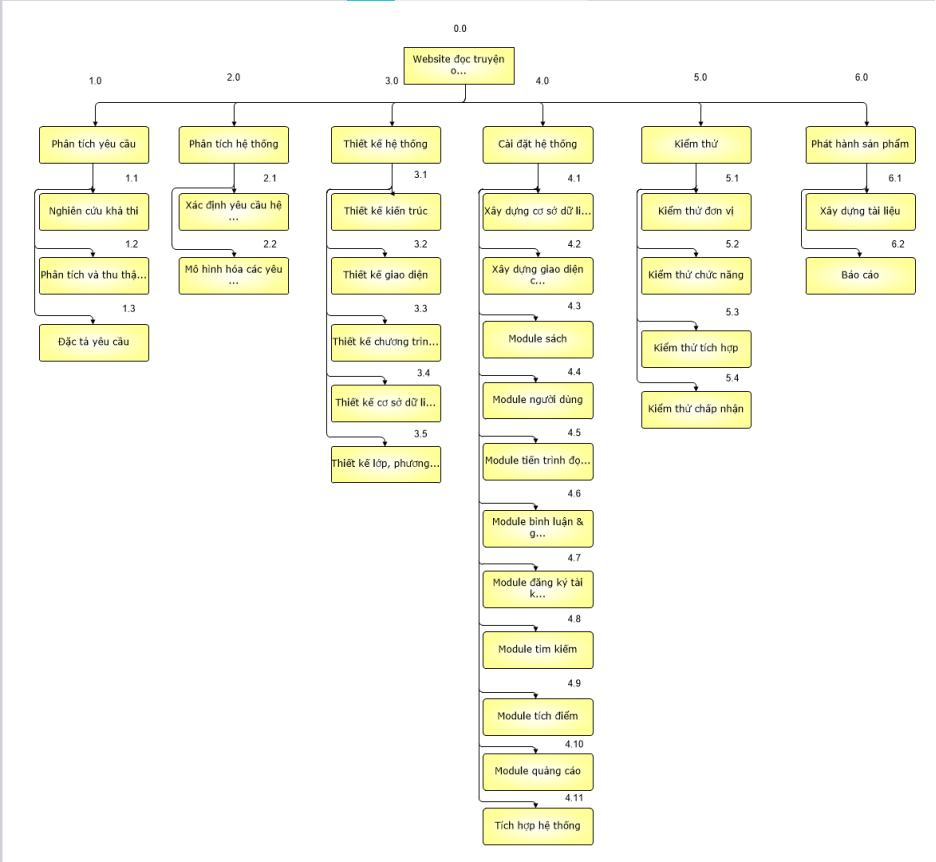 0.0
Website đọc truyện
o...
1.0
2.0
3.0
4.0
5.0
6.0
Phân tích yêu cầu
Phân tích hệ thống
Thiết kế hệ thống
Cài đặt hệ thống
Kiểm thử
Phát hành sản phẩm
1.1
Nghiên cứu khả thi
1.2
Phân tích và thu thậ...
1.3
Đặc tả yêu cầu
2.1
Xác định yêu cầu hệ
...
2.2
Mô hình hóa các yêu
...
3.1
Thiết kế kiến trúc
3.2
Thiết kế giao diện
3.3
Thiết kế chương trìn...
3.4
Thiết kế cơ sở dữ li...
3.5
Thiết kế lớp, phương...
4.1
Xây dựng cơ sở dữ li...
4.2
Xây dựng giao diện
c...
4.3
Module sách
4.4
Module người dùng
4.5
Module tiến trình đọ...
4.6
Module bình luận &
g...
4.7
Module đăng ký tài
k...
4.8
Module tìm kiếm
4.9
Module tích điểm
4.10
Module quảng cáo
4.11
Tích hợp hệ thống
5.1
Kiểm thử đơn vị
5.2
Kiểm thử chức năng
5.3
Kiểm thử tích hợp
5.4
Kiểm thử chấp nhận
6.1
Xây dựng tài liệu
6.2
Báo cáo